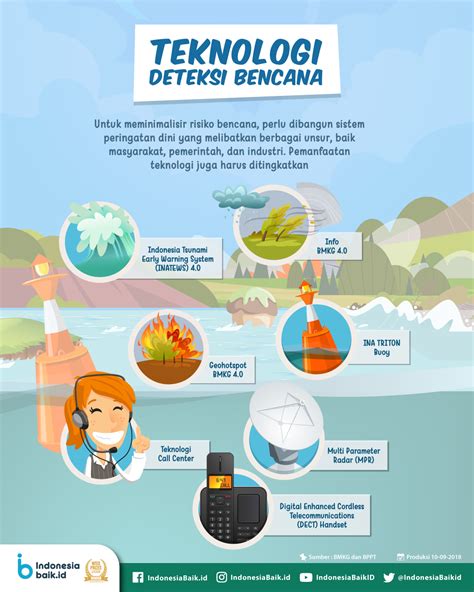 TEKNOLOGI
DETEKSI BENCANA
Untuk meminimalisir risiko bencana, perlu dibangun sistem
peringatan dini yang melibatkan berbagai unsur, baik
masyarakat, pemerintah, dan industri. Pemanfaatan
teknologi juga harus ditingkatkan
Indonesia Tsunami
Early Warning System
(INATEWS) 4.0
Info
BMKG 4.0
Geohotspot
BMKG 4.0
INA TRITON
Buoy
Teknologi
Call Center
Multi Parameter
Radar (MPR)
Digital Enhanced Cordless
Telecommunications
(DECT) Handset
Sumber : BMKG dan BPPT
Produksi 10-09-2018
Indonesia
baik.id
IndonesiaBaik.id
IndonesiaBaik.id
IndonesiaBaikID
@IndonesiaBaikid